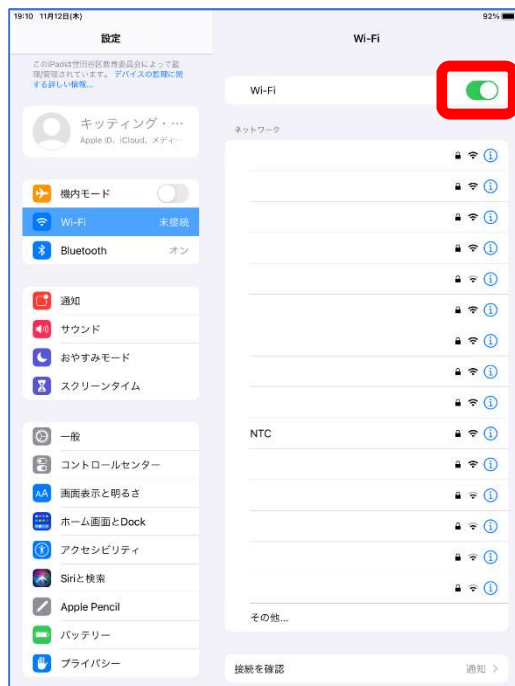 19:10 11月12日(木)
92%
設定
Wi-Fi
このiPadは世田谷区教育委員会によって監
理/管理されています。デバイスの監理に関
する詳しい情報...
キッティング・…
Apple ID、iCloud、メディー…
機内モード
Wi-Fi 未接続
Bluetooth オン
通知
サウンド
おやすみモード
スクリーンタイム
一般
コントロールセンター
AA 画面表示と明るさ
ホーム画面とDock
アクセシビリティ
Siriと検索
Apple Pencil
バッテリー
プライバシー
Wi-Fi
ネットワーク
NTC
その他...
接続を確認 通知